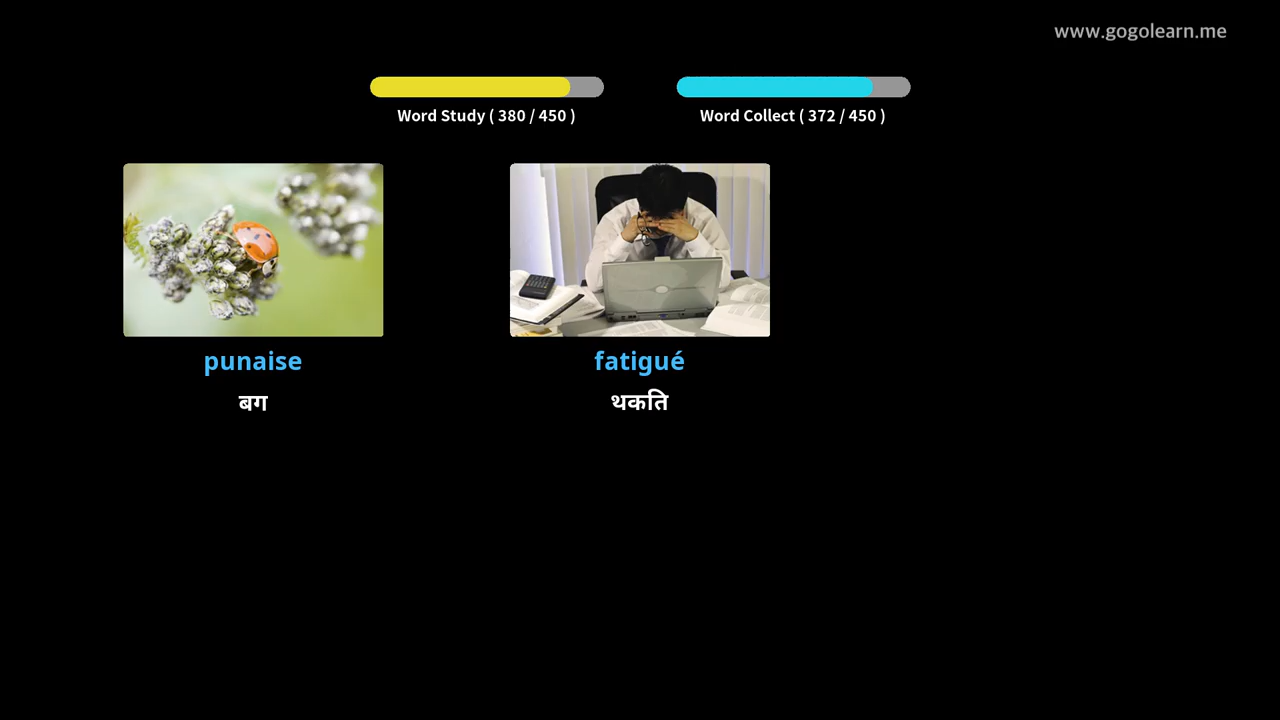 www.gogolearn.me
Word Study ( 380 / 450 )
Word Collect ( 372 / 450 )
punaise
fatigué
बग
थकति